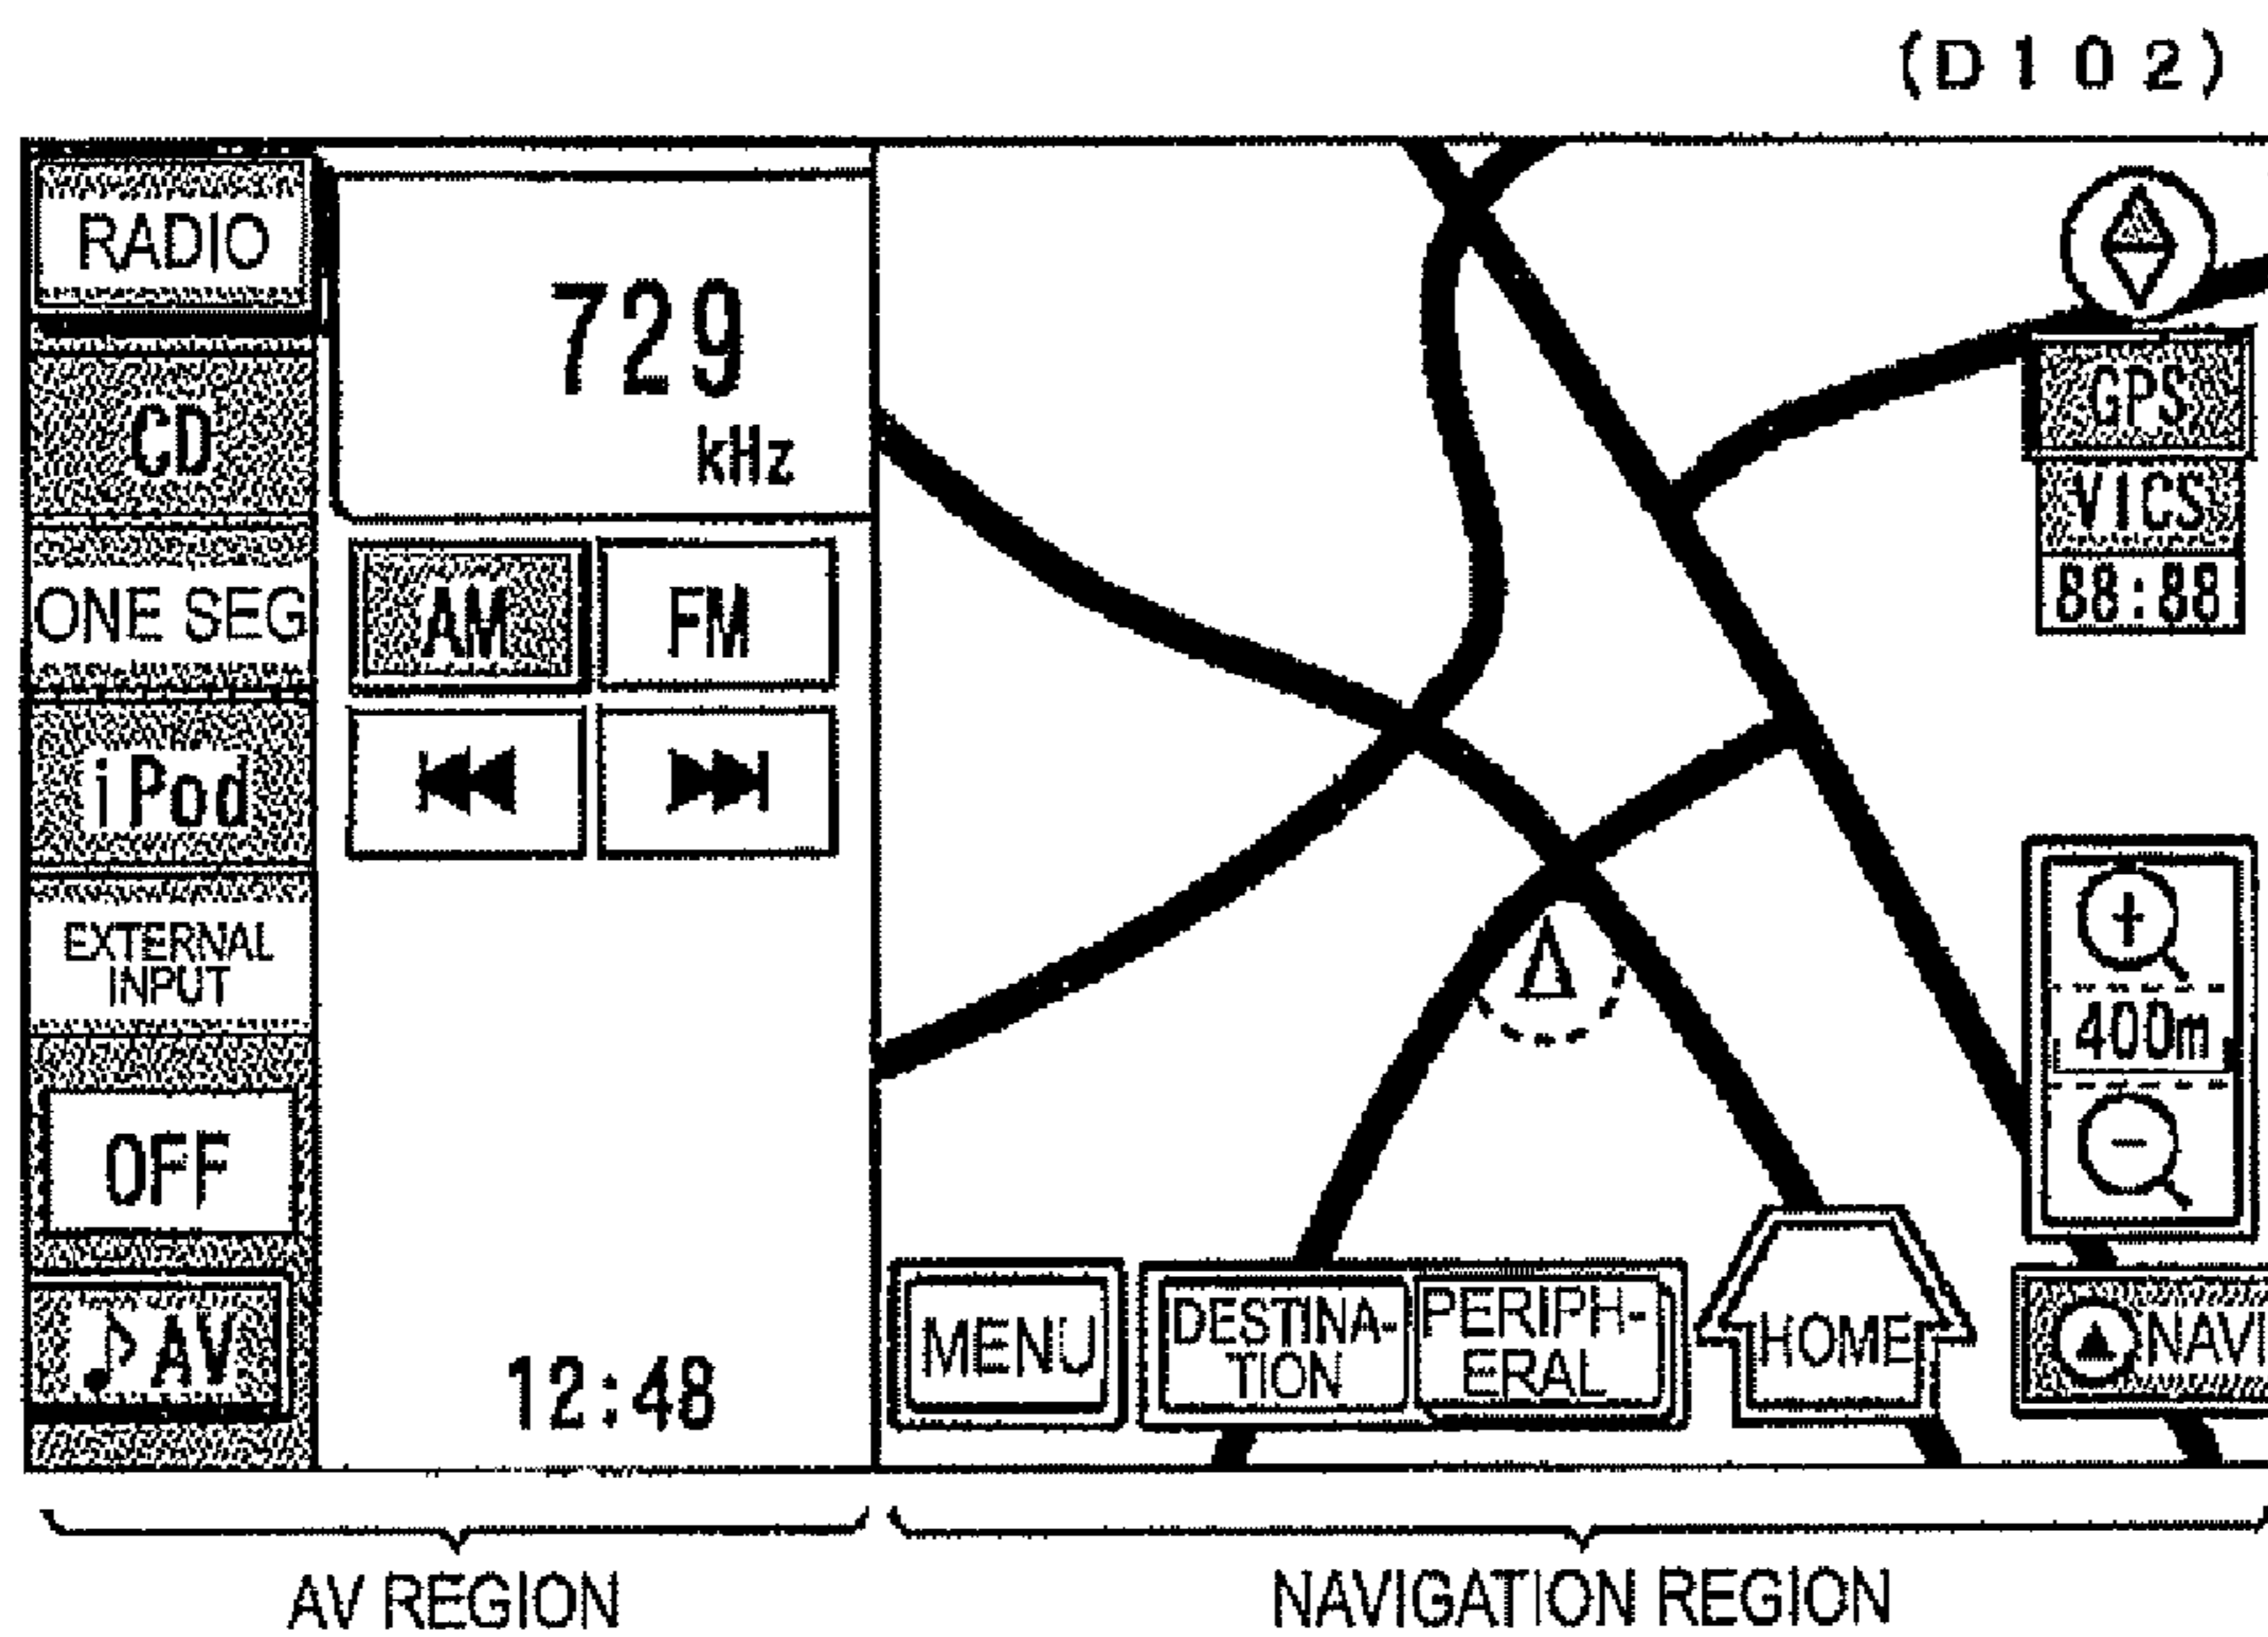 (D102)
RADIO
CD
ONE SEG
iPod
EXTERNAL
INPUT
OFF
AV
729
kHz
AM
FM
12:48
GPS
VICS
88:88
400m
MENU
DESTINA-
TION
PERIPH-
ERAL
HOME
NAVI
AV REGION
NAVIGATION REGION